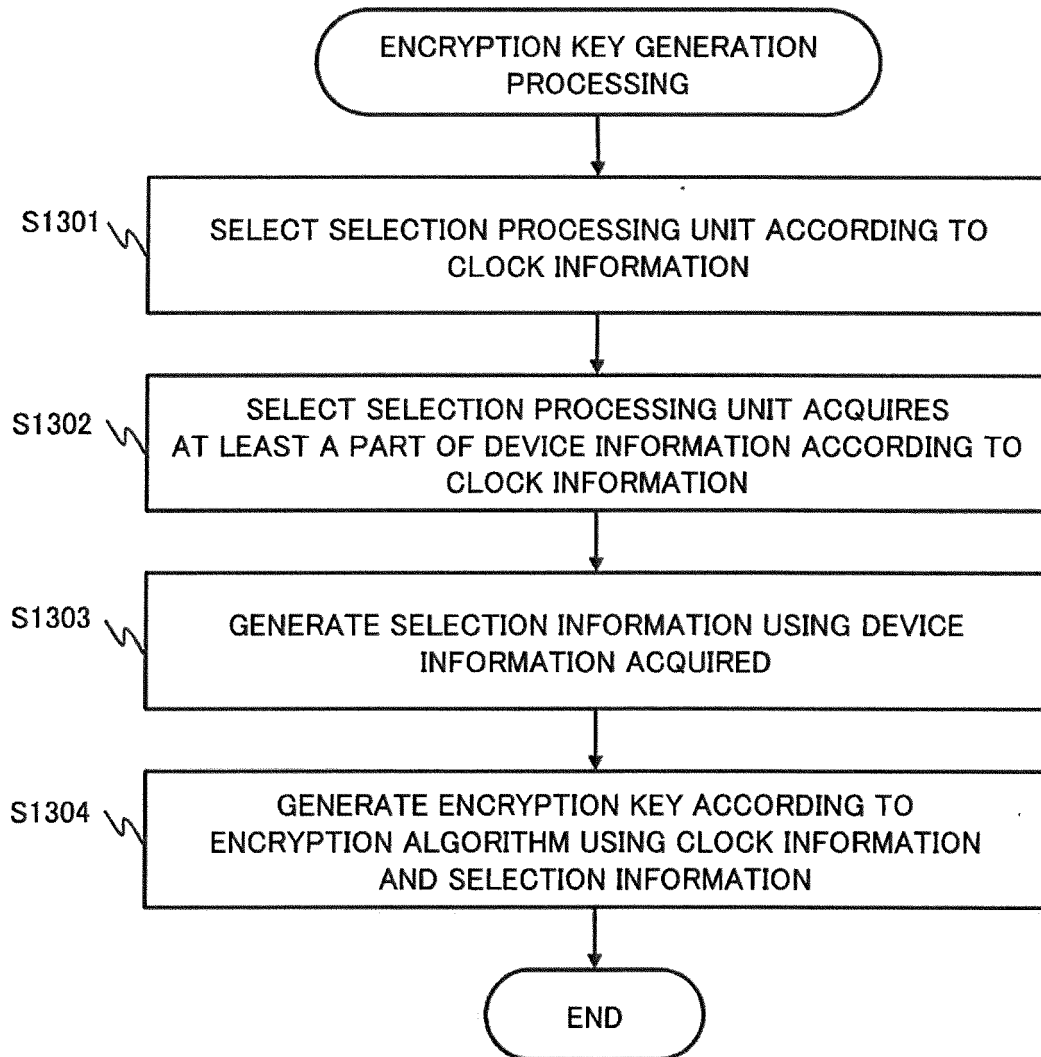 ENCRYPTION KEY GENERATION
PROCESSING
S1301
SELECT SELECTION PROCESSING UNIT ACCORDING TO
CLOCK INFORMATION
S1302
SELECT SELECTION PROCESSING UNIT ACQUIRES
AT LEAST A PART OF DEVICE INFORMATION ACCORDING TO
CLOCK INFORMATION
S1303
GENERATE SELECTION INFORMATION USING DEVICE
INFORMATION ACQUIRED
S1304
GENERATE ENCRYPTION KEY ACCORDING TO
ENCRYPTION ALGORITHM USING CLOCK INFORMATION
AND SELECTION INFORMATION
END